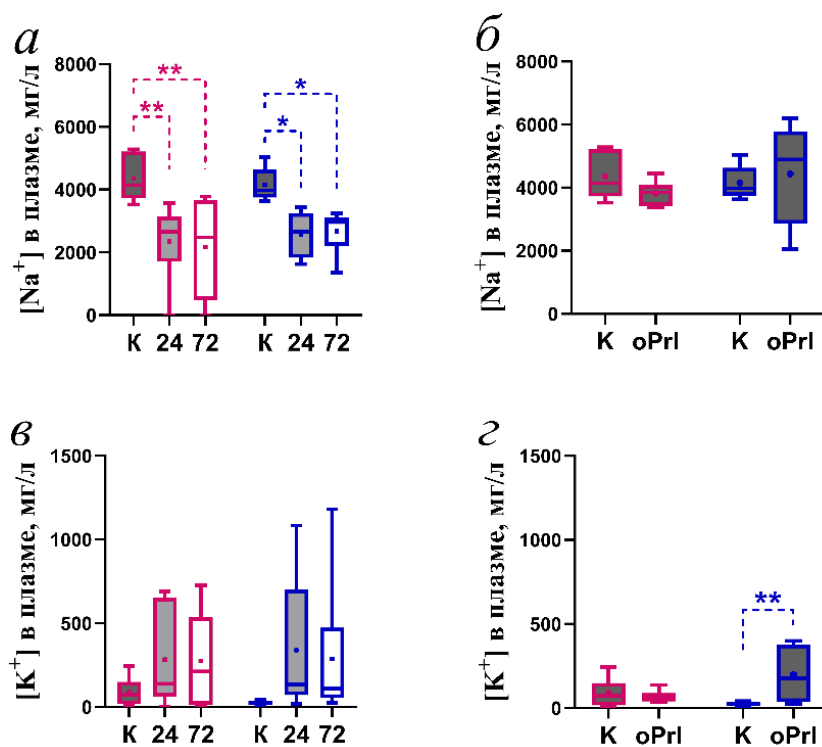 а
[Na+] в плазме, мг/л
8000
6000
4000
2000
0
**
**
*
*
К 24 72 К 24 72
б
[Na+] в плазме, мг/л
8000
6000
4000
2000
0
К oPrl К oPrl
в
[K+] в плазме, мг/л
1500
1000
500
0
К 24 72 К 24 72
г
[K+] в плазме, мг/л
1500
1000
500
0
**
К oPrl К oPrl